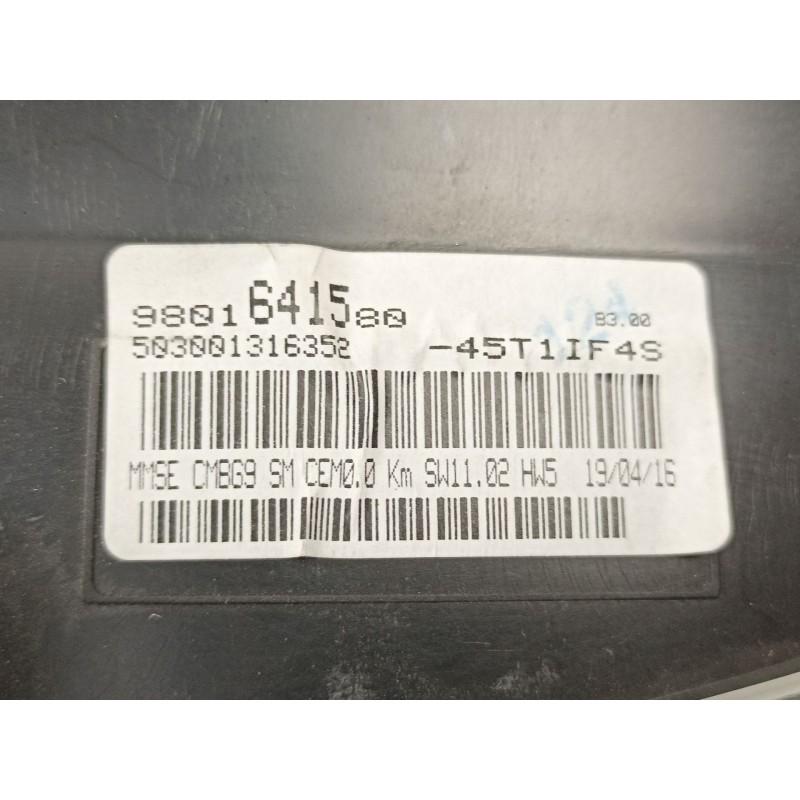 9801641580 B3.00
503001316352 -45T1IF4S
MMSE CMBG9 SM CEM0.0 Km SW11.02 HW5 19/04/16